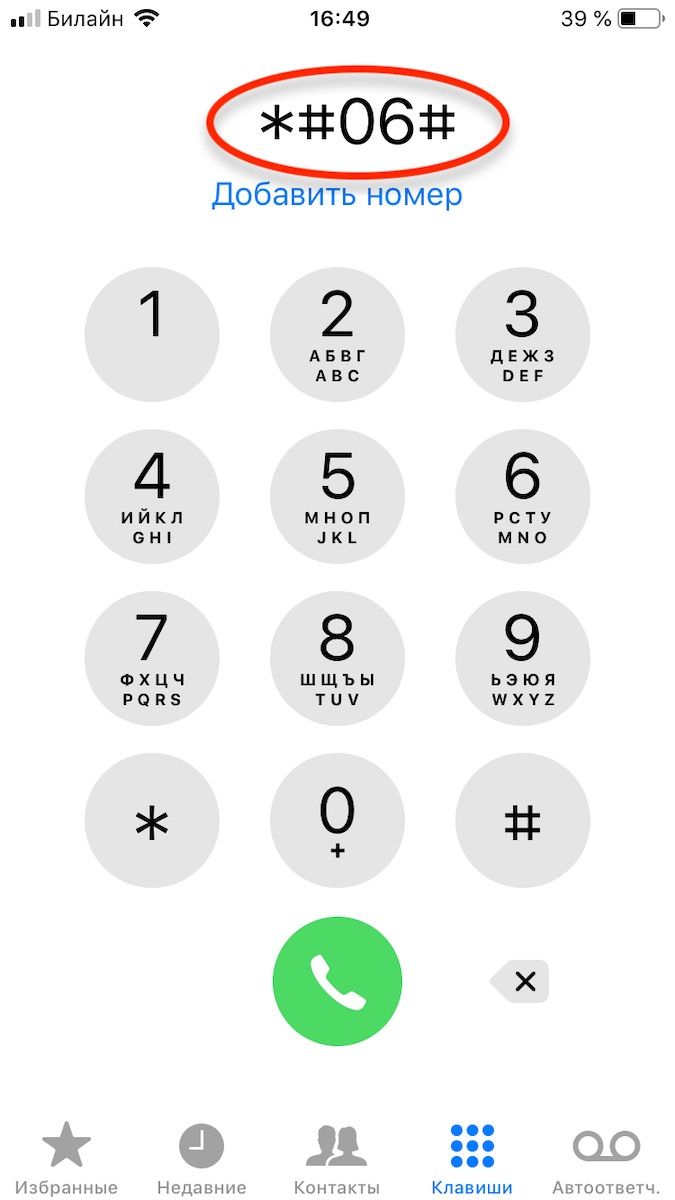 Билайн 16:49 39 %
*#06#
Добавить номер
1 2 3
АБВГ ДЕЖЗ
ABC DEF
4 5 6
ИЙКЛ МНОП РСТУ
GHI JKL MNO
7 8 9
ФХЦЧ ШЩЪЫ ЬЭЮЯ
PQRS TUV WXYZ
* 0 #
+
Избранные Недавние Контакты Клавиши Автоответч.